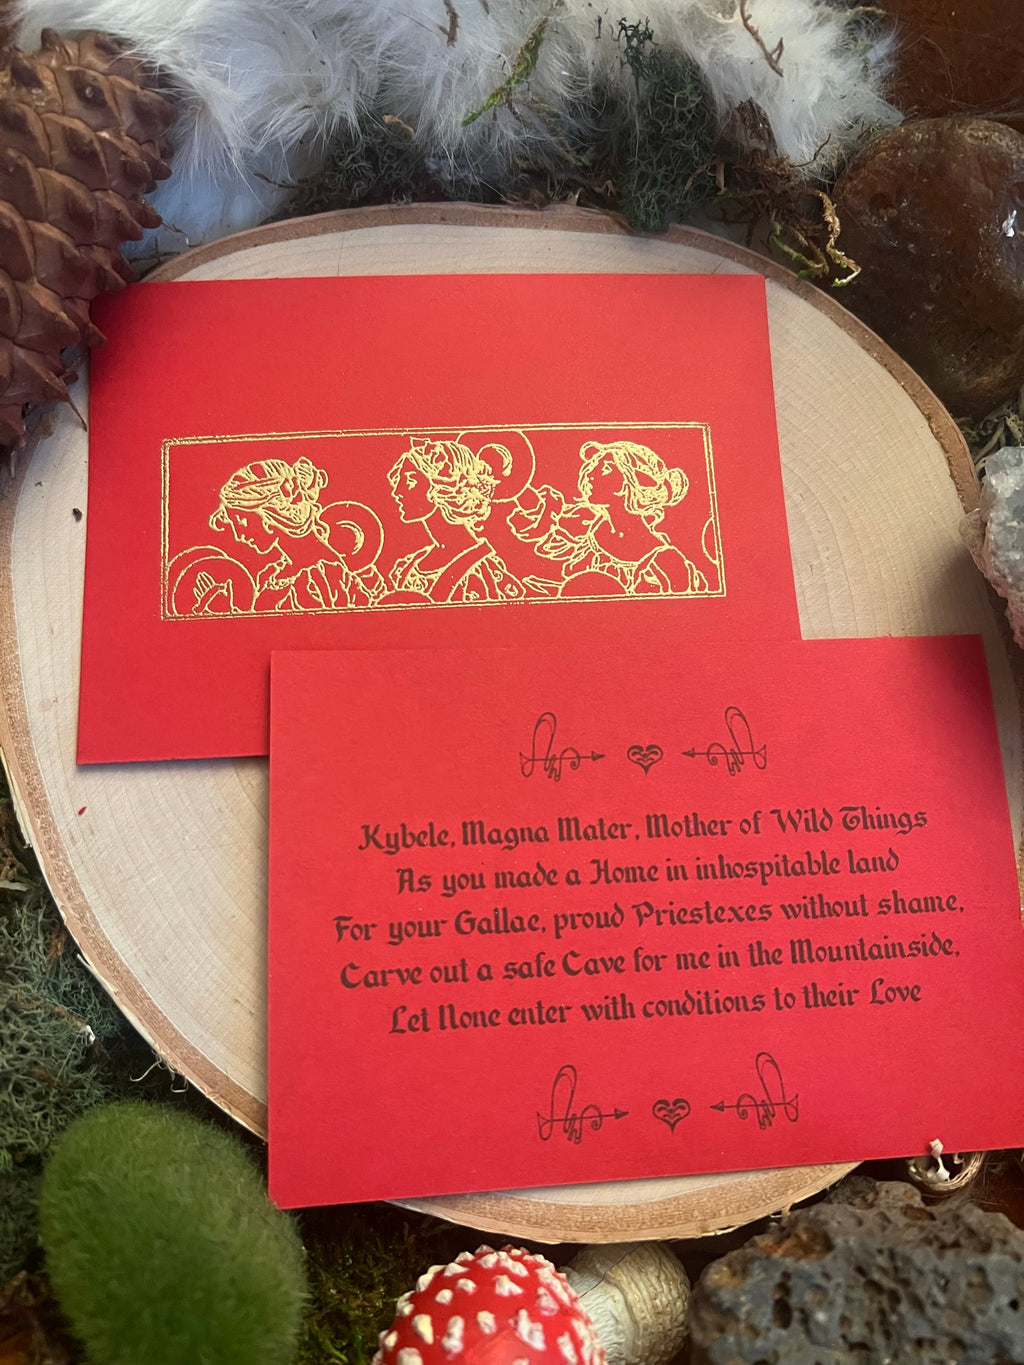 Kybele, Magna Mater, Mother of Wild Things
As you made a Home in inhospitable land
For your Gallae, proud Priestexes without shame,
Carve out a safe Cave for me in the Mountainside,
Let None enter with conditions to their Love